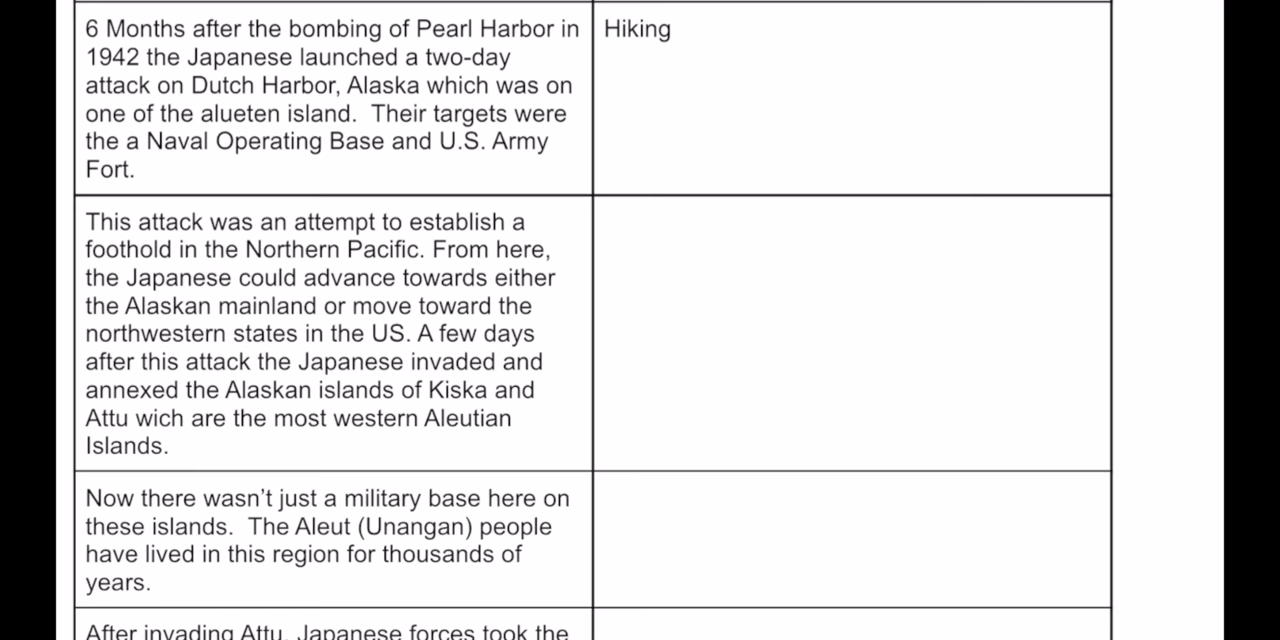 6 Months after the bombing of Pearl Harbor in
1942 the Japanese launched a two-day
attack on Dutch Harbor, Alaska which was on
one of the alueten island.  Their targets were
the a Naval Operating Base and U.S. Army
Fort.
Hiking
This attack was an attempt to establish a
foothold in the Northern Pacific. From here,
the Japanese could advance towards either
the Alaskan mainland or move toward the
northwestern states in the US. A few days
after this attack the Japanese invaded and
annexed the Alaskan islands of Kiska and
Attu wich are the most western Aleutian
Islands.
Now there wasn’t just a military base here on
these islands.  The Aleut (Unangan) people
have lived in this region for thousands of
years.
After invading Attu, Japanese forces took the